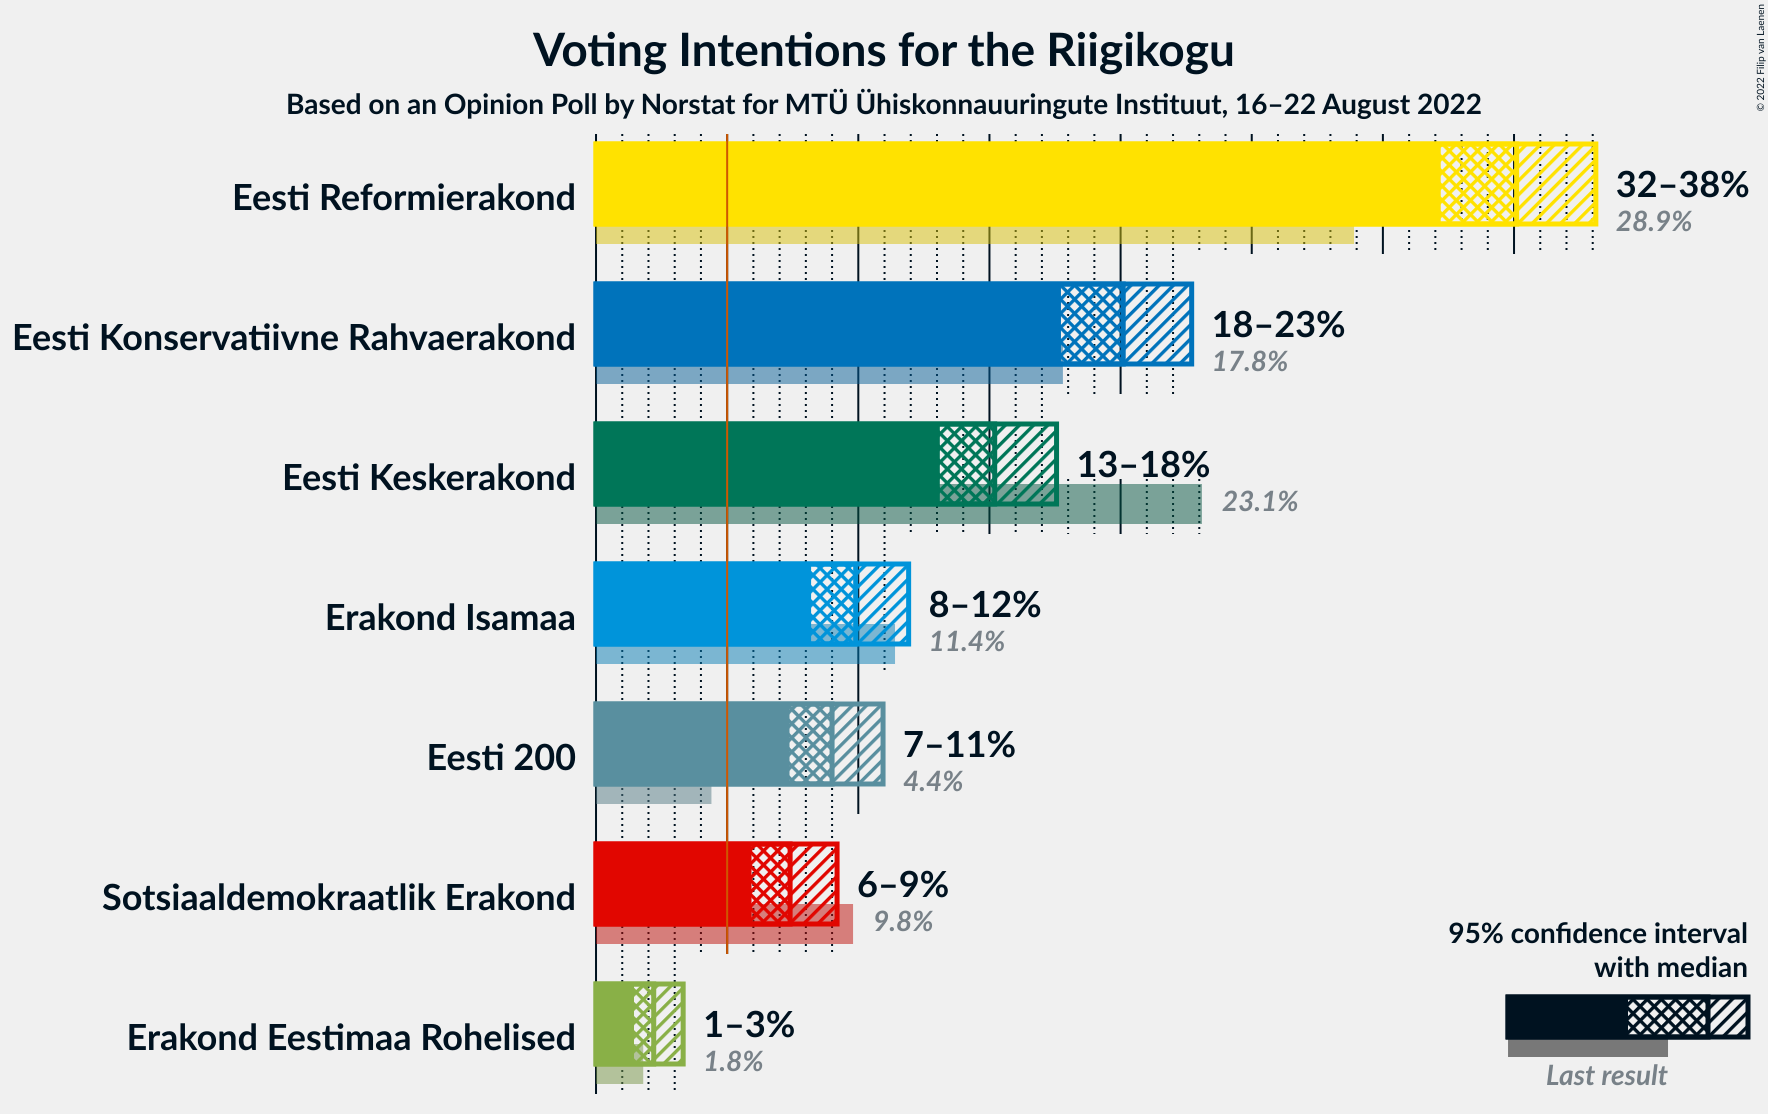 Voting Intentions for the Riigikogu
Based on an Opinion Poll by Norstat for MTÜ Ühiskonnauuringute Instituut, 16–22 August 2022
© 2022 Filip van Laenen
Eesti Reformierakond
32–38%
28.9%
Eesti Konservatiivne Rahvaerakond
18–23%
17.8%
Eesti Keskerakond
13–18%
23.1%
Erakond Isamaa
8–12%
11.4%
Eesti 200
7–11%
4.4%
Sotsiaaldemokraatlik Erakond
6–9%
9.8%
Erakond Eestimaa Rohelised
1–3%
1.8%
95% confidence interval
with median
Last result